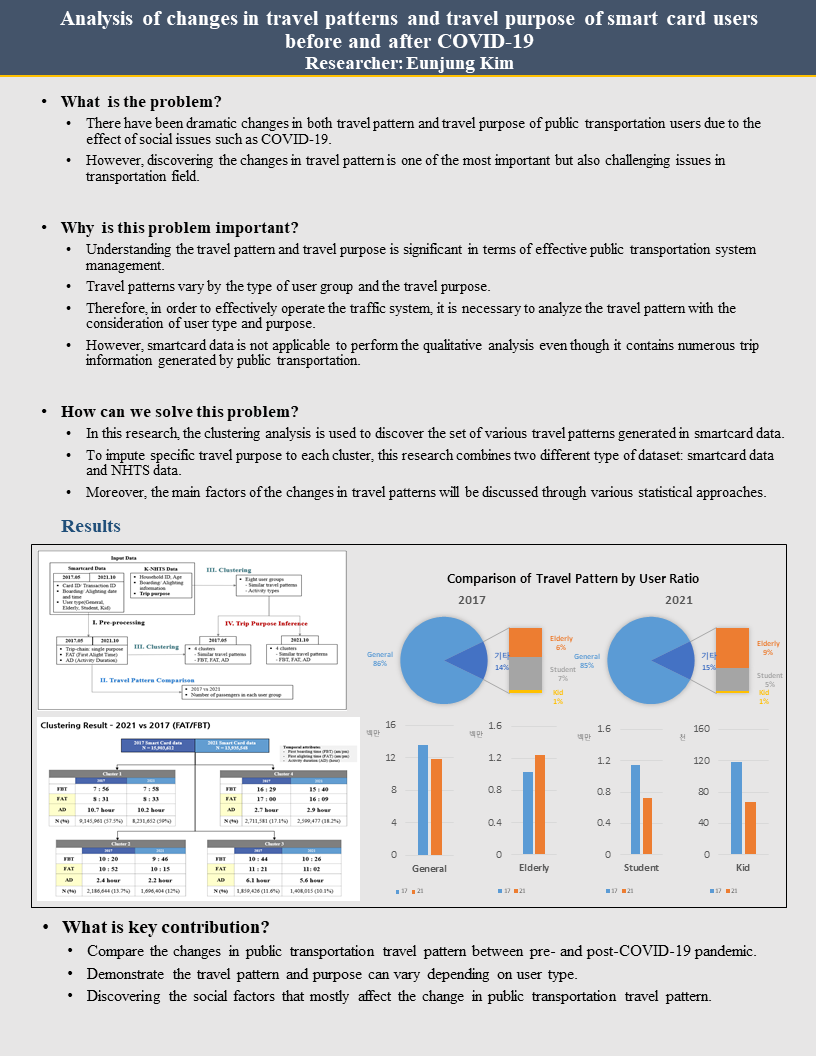 Analysis of changes in travel patterns and travel purpose of smart card users
before and after COVID-19
Researcher: Eunjung Kim
• What is the problem?
• There have been dramatic changes in both travel pattern and travel purpose of public transportation users due to the
effect of social issues such as COVID-19.
• However, discovering the changes in travel pattern is one of the most important but also challenging issues in
transportation field.
• Why is this problem important?
• Understanding the travel pattern and travel purpose is significant in terms of effective public transportation system
management.
• Travel patterns vary by the type of user group and the travel purpose.
• Therefore, in order to effectively operate the traffic system, it is necessary to analyze the travel pattern with the
consideration of user type and purpose.
• However, smartcard data is not applicable to perform the qualitative analysis even though it contains numerous trip
information generated by public transportation.
• How can we solve this problem?
• In this research, the clustering analysis is used to discover the set of various travel patterns generated in smartcard data.
• To impute specific travel purpose to each cluster, this research combines two different type of dataset: smartcard data
and NHTS data.
• Moreover, the main factors of the changes in travel patterns will be discussed through various statistical approaches.
Results
Input Data
Smartcard Data
2017.05 2021.10
• Card ID: Transaction ID
• Boarding: Alighting date
and time
• User type(General,
Elderly, Student, Kid)
K-NHTS Data
• Household ID, Age
• Boarding: Alighting
information
• Trip purpose
III. Clustering
• Eight user groups
- Similar travel patterns
- Activity types
I. Pre-processing
IV. Trip Purpose Inference
2017.05 2021.10
• Trip-chain: single purpose
• FAT (First Alight Time)
• AD (Activity Duration)
III. Clustering
2017.05
• 4 clusters
- Similar travel patterns
- FBT, FAT, AD
2021.10
• 4 clusters
- Similar travel patterns
- FBT, FAT, AD
II. Travel Pattern Comparison
• 2017 vs 2021
• Number of passengers in each user group
Clustering Result - 2021 vs 2017 (FAT/FBT)
2017 Smart Card data
2021 Smart Card data
Temporal attributes
- First boarding time (FBT) (am/pm)
- First alighting time (FAT) (am/pm)
- Activity duration (AD) (hour)
Cluster 1
2017 2021
FBT 7 : 56 7 : 58
FAT 8 : 31 8 : 33
AD 10.7 hour 10.2 hour
N (%) 9,145,961 (57.5%) 8,231,652 (59%)
Cluster 4
2017 2021
FBT 16 : 29 15 : 40
FAT 17 : 00 16 : 09
AD 2.7 hour 2.9 hour
N (%) 2,711,581 (17.1%) 2,599,477 (18.2%)
Cluster 2
2017 2021
FBT 10 : 20 9 : 46
FAT 10 : 52 10 : 15
AD 2.4 hour 2.2 hour
N (%) 2,186,644 (13.7%) 1,696,404 (12%)
Cluster 3
2017 2021
FBT 10 : 44 10 : 26
FAT 11 : 21 11 : 02
AD 6.1 hour 5.6 hour
N (%) 1,859,426 (11.6%) 1,408,015 (10.1%)
Comparison of Travel Pattern by User Ratio
2017
General
86%
기타
14%
Elderly
6%
Student
7%
Kid
1%
2021
General
85%
기타
15%
Elderly
9%
Student
5%
Kid
1%
백만
16
12
8
4
0
General
17 21
백만
1.6
1.2
0.8
0.4
0
Elderly
17 21
백만
1.6
1.2
0.8
0.4
0
Student
17 21
천
160
120
80
40
0
Kid
17 21
• What is key contribution?
• Compare the changes in public transportation travel pattern between pre- and post-COVID-19 pandemic.
• Demonstrate the travel pattern and purpose can vary depending on user type.
• Discovering the social factors that mostly affect the change in public transportation travel pattern.